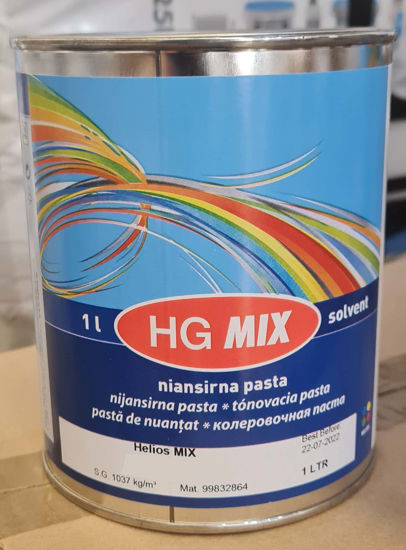 25
1 l
HG MIX
solvent
niansirna pasta
nijansirna pasta * tónovacia pasta
pastă de nuanțat * колеровочная паста
Helios MIX
Best Before:
22-07-2022
S.G. 1037 kg/m³
Mat. 99832864
1 LTR